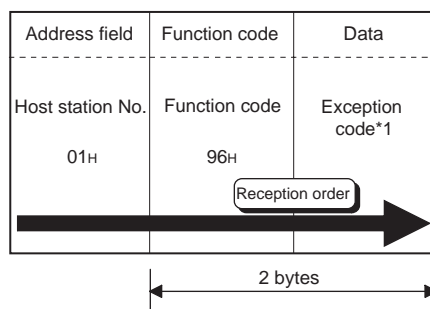 Address field Function code Data
Host station No. Function code Exception
code*1
01H 96H
Reception order
2 bytes